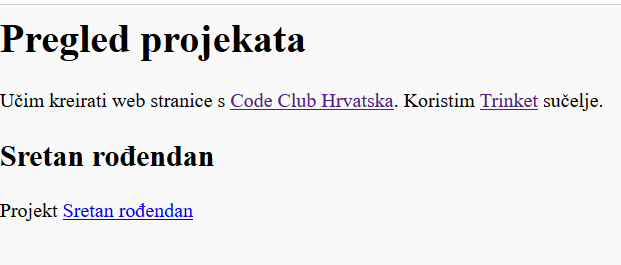 Pregled projekata
Učim kreirati web stranice s Code Club Hrvatska. Koristim Trinket sučelje.
Sretan rođendan
Projekt Sretan rođendan